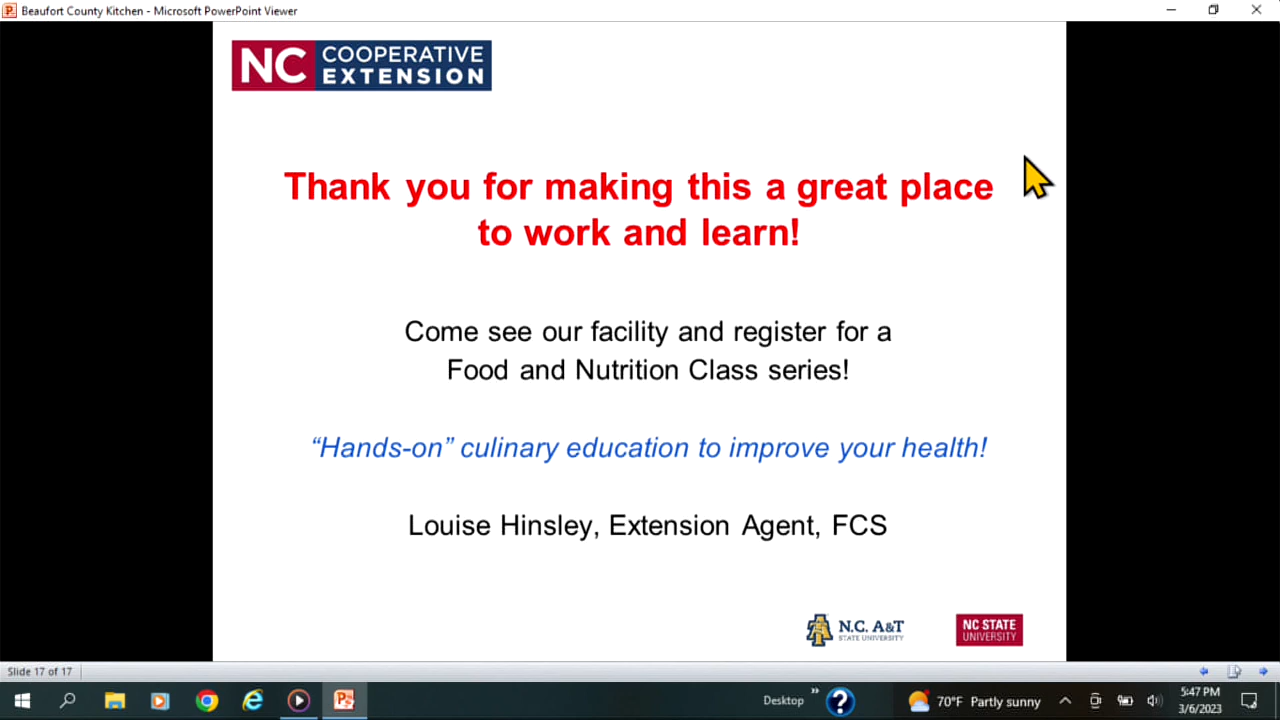 Beaufort County Kitchen - Microsoft PowerPoint Viewer
NC COOPERATIVE
EXTENSION
Thank you for making this a great place
to work and learn!
Come see our facility and register for a
Food and Nutrition Class series!
“Hands-on” culinary education to improve your health!
Louise Hinsley, Extension Agent, FCS
N.C. A&T
STATE UNIVERSITY
NC STATE
UNIVERSITY
Slide 17 of 17
Desktop
70°F Partly sunny
5:47 PM
3/6/2023